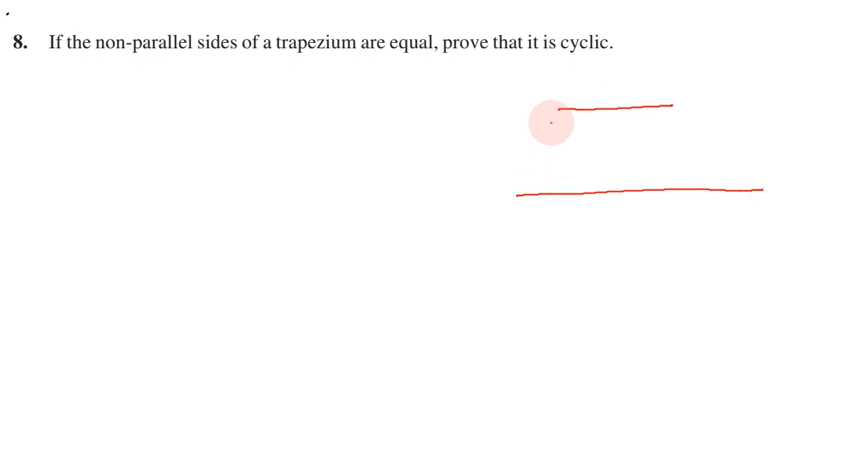 8. If the non-parallel sides of a trapezium are equal, prove that it is cyclic.